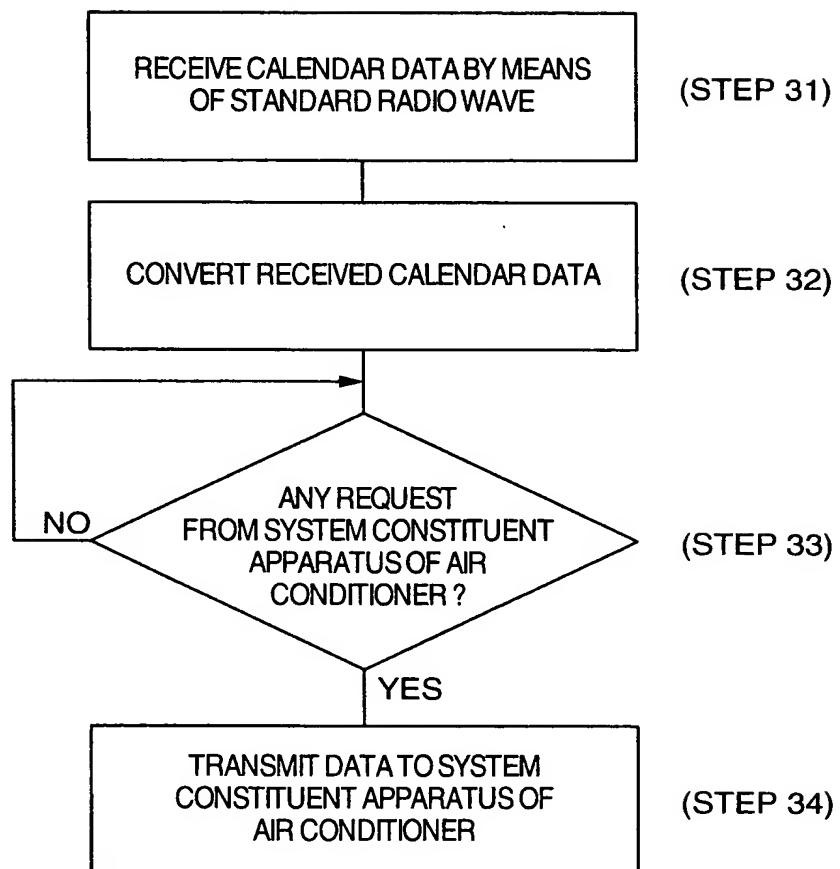 RECEIVE CALENDAR DATA BY MEANS
OF STANDARD RADIO WAVE
(STEP 31)
CONVERT RECEIVED CALENDAR DATA
(STEP 32)
ANY REQUEST
FROM SYSTEM CONSTITUENT
APPARATUS OF AIR
CONDITIONER ?
NO
(STEP 33)
YES
TRANSMIT DATA TO SYSTEM
CONSTITUENT APPARATUS OF
AIR CONDITIONER
(STEP 34)